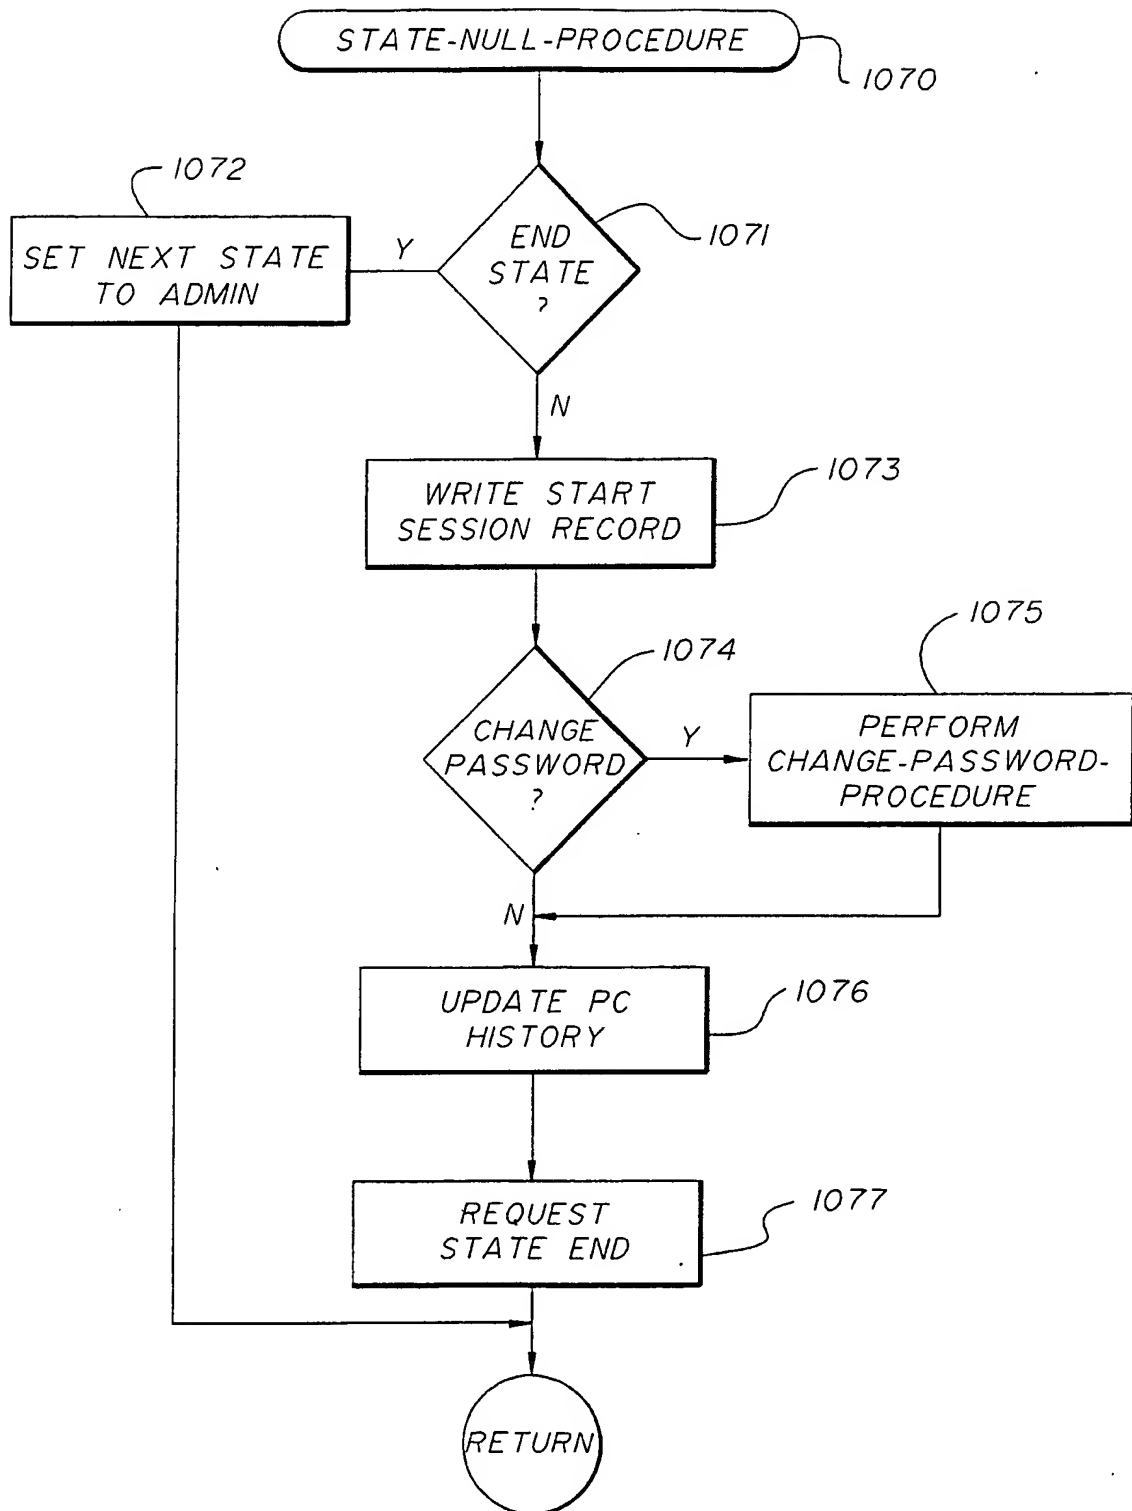 STATE-NULL-PROCEDURE
1070
1072
SET NEXT STATE
TO ADMIN
Y
END
STATE
?
1071
N
WRITE START
SESSION RECORD
1073
1074
CHANGE
PASSWORD
?
Y
1075
PERFORM
CHANGE-PASSWORD-
PROCEDURE
N
UPDATE PC
HISTORY
1076
REQUEST
STATE END
1077
RETURN